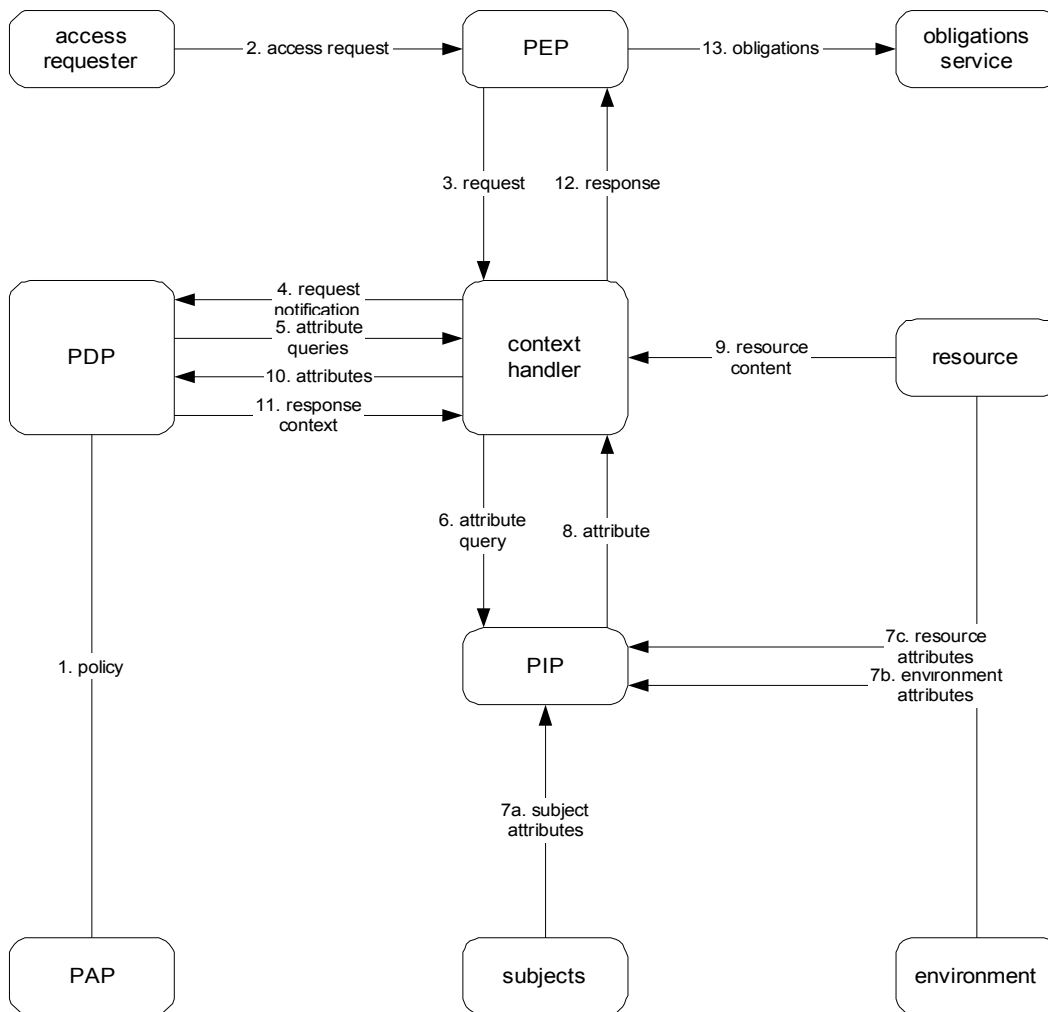 access
requester
2. access request
PEP
13. obligations
obligations
service
3. request
12. response
PDP
4. request
notification
5. attribute
queries
10. attributes
11. response
context
context
handler
9. resource
content
resource
6. attribute
query
8. attribute
1. policy
PIP
7c. resource
attributes
7b. environment
attributes
7a. subject
attributes
PAP
subjects
environment